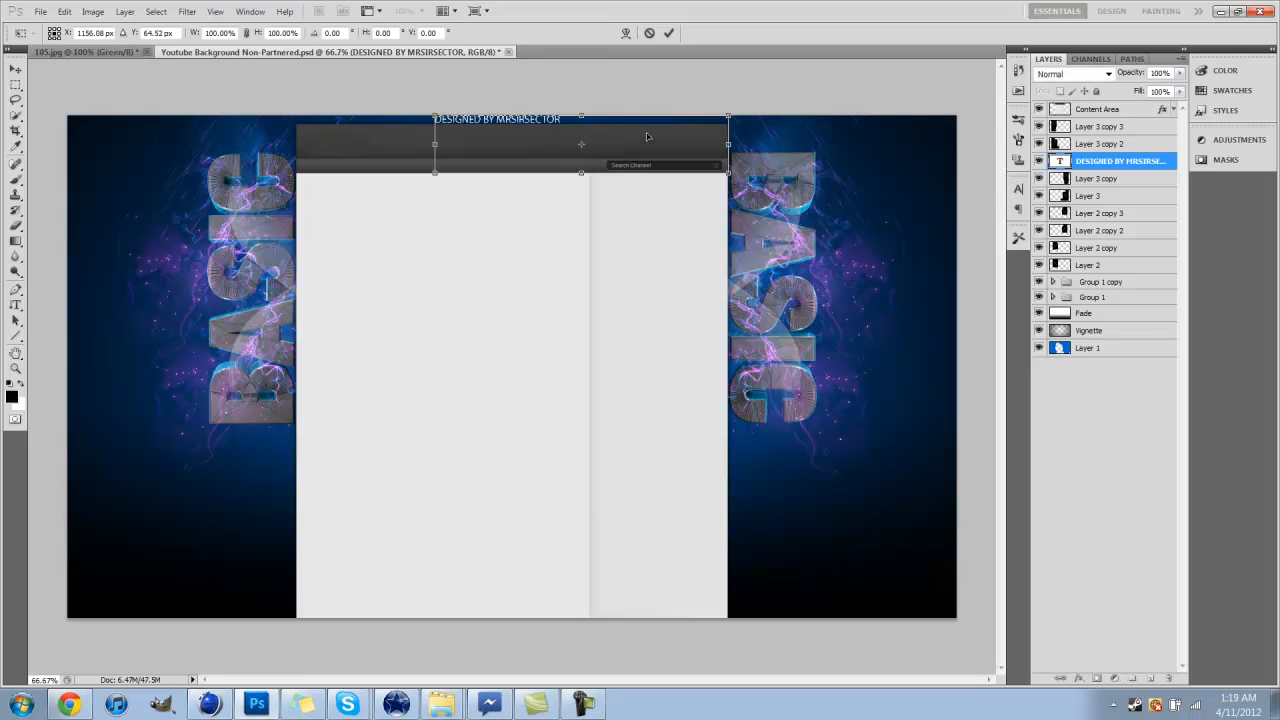 Ps File Edit Image Layer Select Filter View Window Help 100% ESSENTIALS DESIGN PAINTING
X: 1156.08 px Y: 64.52 px W: 100.00% H: 100.00% 0.00 ° H: 0.00 ° V: 0.00 °
105.jpg @ 100% (Green/8) * Youtube Background Non-Partnered.psd @ 66.7% (DESIGNED BY MRSIRSECTOR, RGB/8) *
LAYERS CHANNELS PATHS
Normal Opacity: 100%
Lock: Fill: 100%
Content Area fx
Layer 3 copy 3
Layer 3 copy 2
T DESIGNED BY MRSIRSE...
Layer 3 copy
Layer 3
Layer 2 copy 3
Layer 2 copy 2
Layer 2 copy
Layer 2
Group 1 copy
Group 1
Fade
Vignette
Layer 1
COLOR
SWATCHES
STYLES
ADJUSTMENTS
MASKS
DESIGNED BY MRSIRSECTOR
Search Channel
BASIC
BASIC
66.67% Doc: 6.47M/47.5M
Ps
1:19 AM
4/11/2012